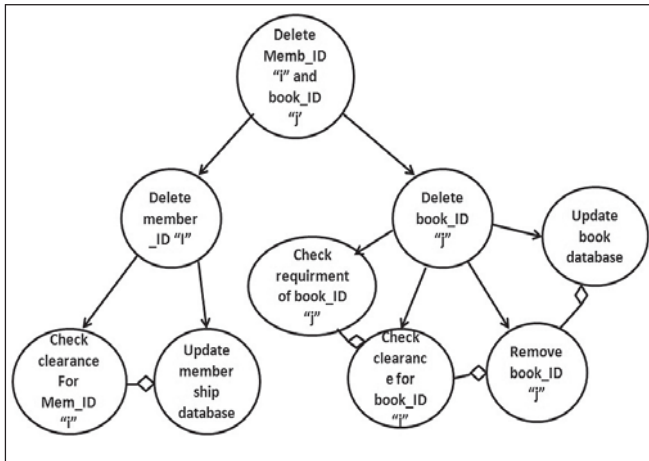 Delete
Memb_ID
“i” and
book_ID
“j’
Delete
member
_ID “I”
Delete
book_ID
“j”
Update
book
database
Check
requirment
of book_ID
“j”
Check
clearance
For
Mem_ID
“i”
Update
member
ship
database
Check
clearanc
e for
book_ID
“j”
Remove
book_ID
“j”